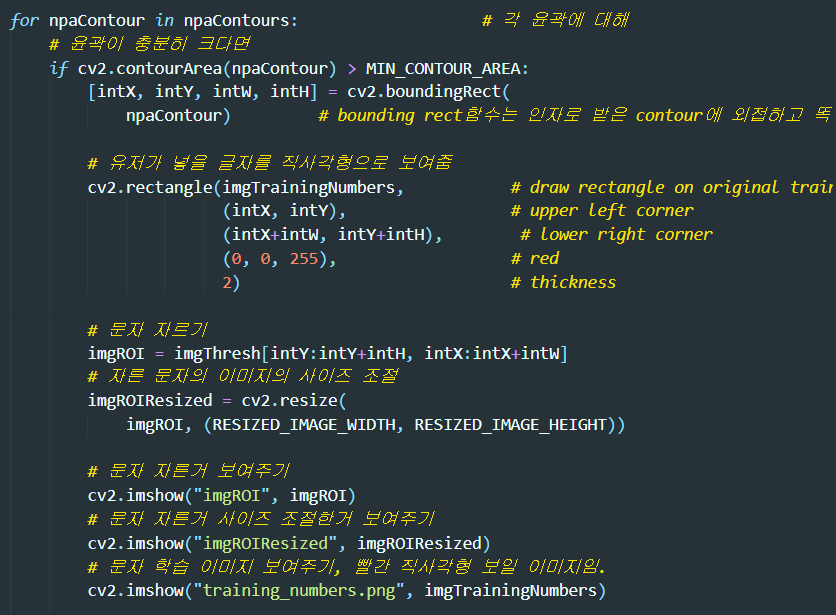 for npaContour in npaContours:                    # 각 윤곽에 대해
    # 윤곽이 충분히 크다면
    if cv2.contourArea(npaContour) > MIN_CONTOUR_AREA:
        [intX, intY, intW, intH] = cv2.boundingRect(
            npaContour)         # bounding rect함수는 인자로 받은 contour에 외접하고 똑
        # 유저가 넣을 글자를 직사각형으로 보여줌
        cv2.rectangle(imgTrainingNumbers,           # draw rectangle on original train
                      (intX, intY),                 # upper left corner
                      (intX+intW, intY+intH),        # lower right corner
                      (0, 0, 255),                  # red
                      2)                            # thickness
        # 문자 자르기
        imgROI = imgThresh[intY:intY+intH, intX:intX+intW]
        # 자른 문자의 이미지의 사이즈 조절
        imgROIResized = cv2.resize(
            imgROI, (RESIZED_IMAGE_WIDTH, RESIZED_IMAGE_HEIGHT))
        # 문자 자른거 보여주기
        cv2.imshow("imgROI", imgROI)
        # 문자 자른거 사이즈 조절한거 보여주기
        cv2.imshow("imgROIResized", imgROIResized)
        # 문자 학습 이미지 보여주기, 빨간 직사각형 보일 이미지임.
        cv2.imshow("training_numbers.png", imgTrainingNumbers)